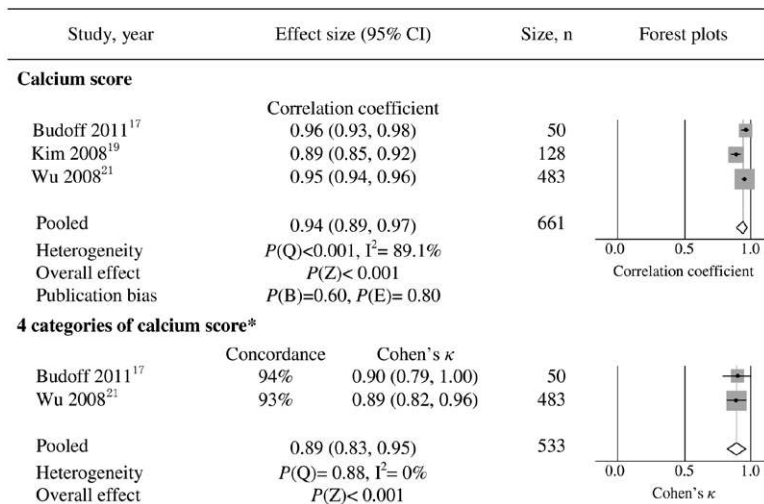 Study, year Effect size (95% CI) Size, n Forest plots
Calcium score
Correlation coefficient
Budoff 2011¹⁷ 0.96 (0.93, 0.98) 50
Kim 2008¹⁹ 0.89 (0.85, 0.92) 128
Wu 2008²¹ 0.95 (0.94, 0.96) 483
Pooled 0.94 (0.89, 0.97) 661
Heterogeneity P(Q)<0.001, I²= 89.1%
0.0 0.5 1.0
Overall effect P(Z)< 0.001
Correlation coefficient
Publication bias P(B)=0.60, P(E)= 0.80
4 categories of calcium score*
Concordance Cohen's κ
Budoff 2011¹⁷ 94% 0.90 (0.79, 1.00) 50
Wu 2008²¹ 93% 0.89 (0.82, 0.96) 483
Pooled 0.89 (0.83, 0.95) 533
Heterogeneity P(Q)= 0.88, I²= 0%
0.0 0.5 1.0
Overall effect P(Z)< 0.001
Cohen's κ